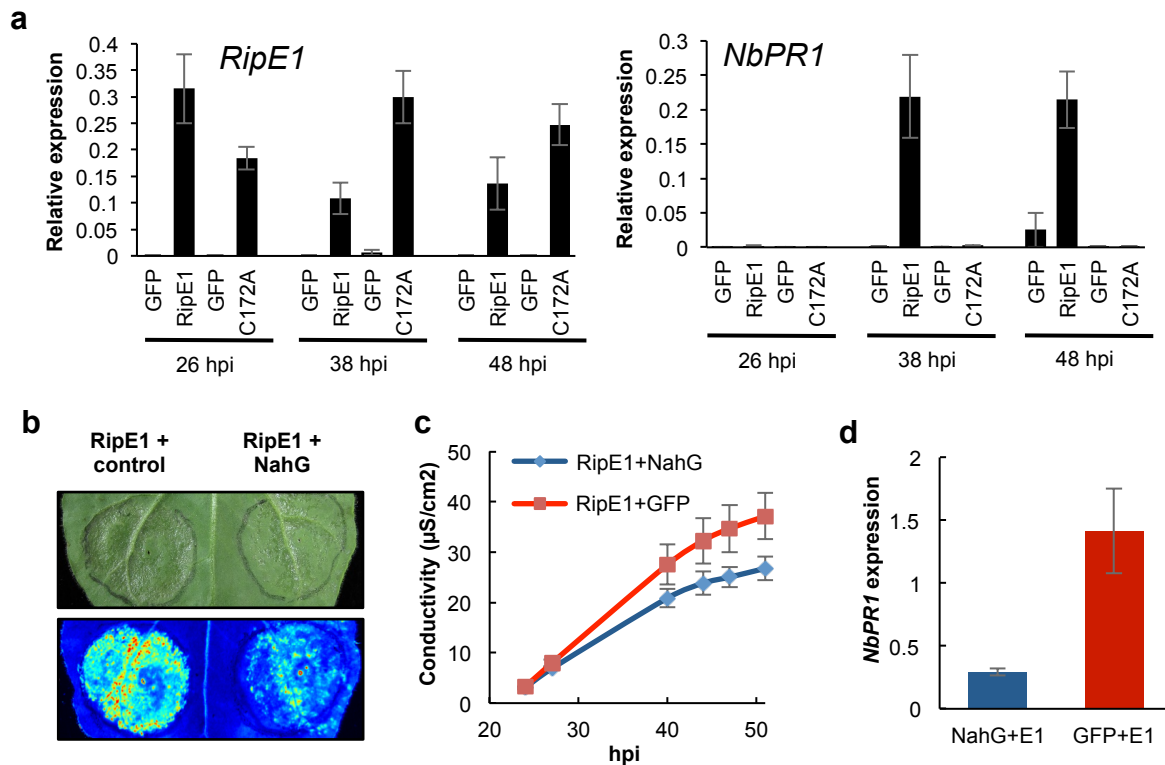 a
RipE1
Relative expression
0.4
0.35
0.3
0.25
0.2
0.15
0.1
0.05
0
GFP
RipE1
GFP
C172A
GFP
RipE1
GFP
C172A
GFP
RipE1
GFP
C172A
26 hpi
38 hpi
48 hpi
NbPR1
Relative expression
0.3
0.25
0.2
0.15
0.1
0.05
0
GFP
RipE1
GFP
C172A
GFP
RipE1
GFP
C172A
GFP
RipE1
GFP
C172A
26 hpi
38 hpi
48 hpi
b
RipE1 +
control
RipE1 +
NahG
c
Conductivity (µS/cm2)
50
40
30
20
10
0
RipE1+NahG
RipE1+GFP
20
30
40
50
hpi
d
NbPR1 expression
2
1.5
1
0.5
0
NahG+E1
GFP+E1